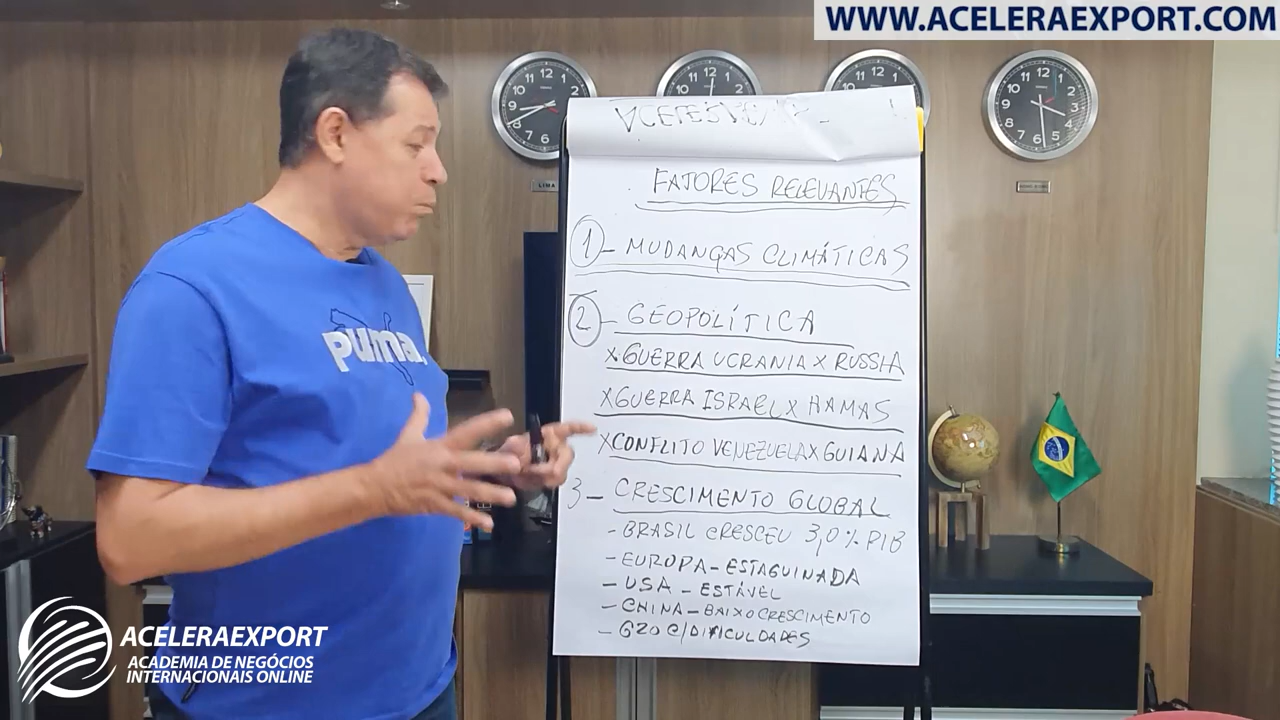 WWW.ACELERAEXPORT.COM
FATORES RELEVANTES
1 - MUDANÇAS CLIMÁTICAS
2 - GEOPOLÍTICA
X GUERRA UCRANIA X RUSSIA
X GUERRA ISRAEL X HAMAS
X CONFLITO VENEZUELA X GUIANA
3 - CRESCIMENTO GLOBAL
- BRASIL CRESCEU 3,0% PIB
- EUROPA - ESTAGUINADA
- USA - ESTÁVEL
- CHINA - BAIXO CRESCIMENTO
- G20 C/ DIFICULDADES
puma.
LIMA
ACELERAEXPORT
ACADEMIA DE NEGÓCIOS
INTERNACIONAIS ONLINE